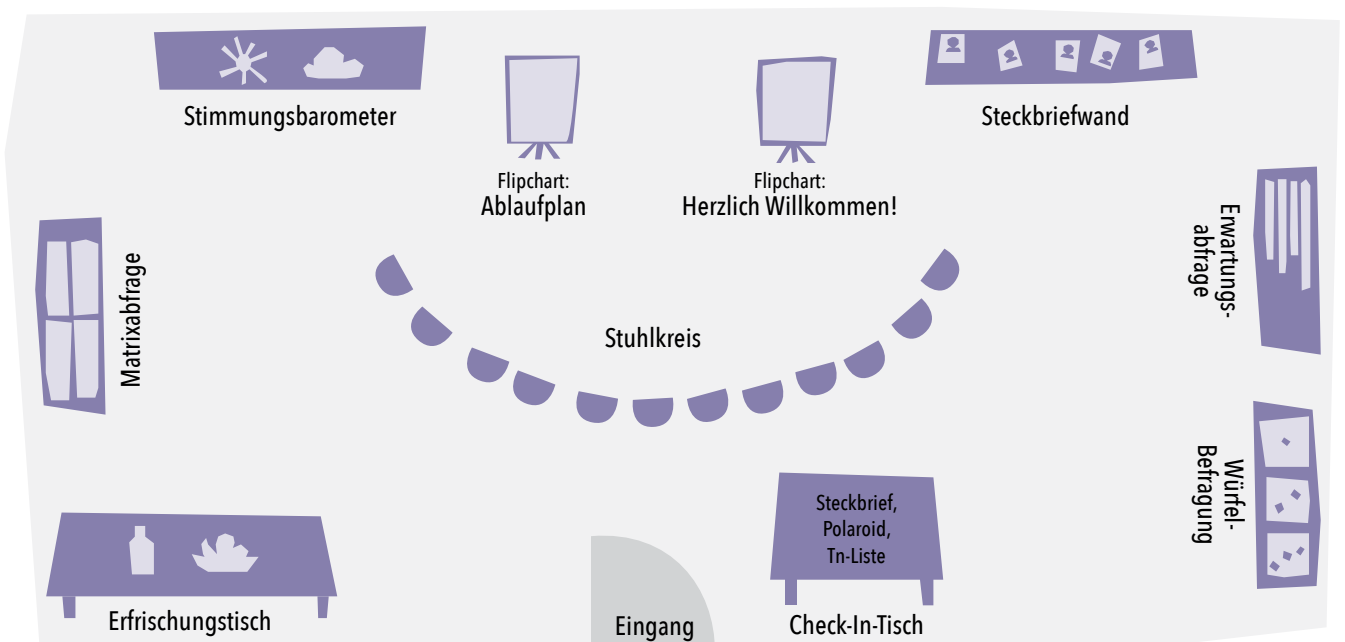 Stimmungsbarometer
Steckbriefwand
Flipchart:
Ablaufplan
Flipchart:
Herzlich Willkommen!
Matrixabfrage
Erwartungs-
abfrage
Stuhlkreis
Würfel-
Befragung
Steckbrief,
Polaroid,
Tn-Liste
Erfrischungstisch
Eingang
Check-In-Tisch